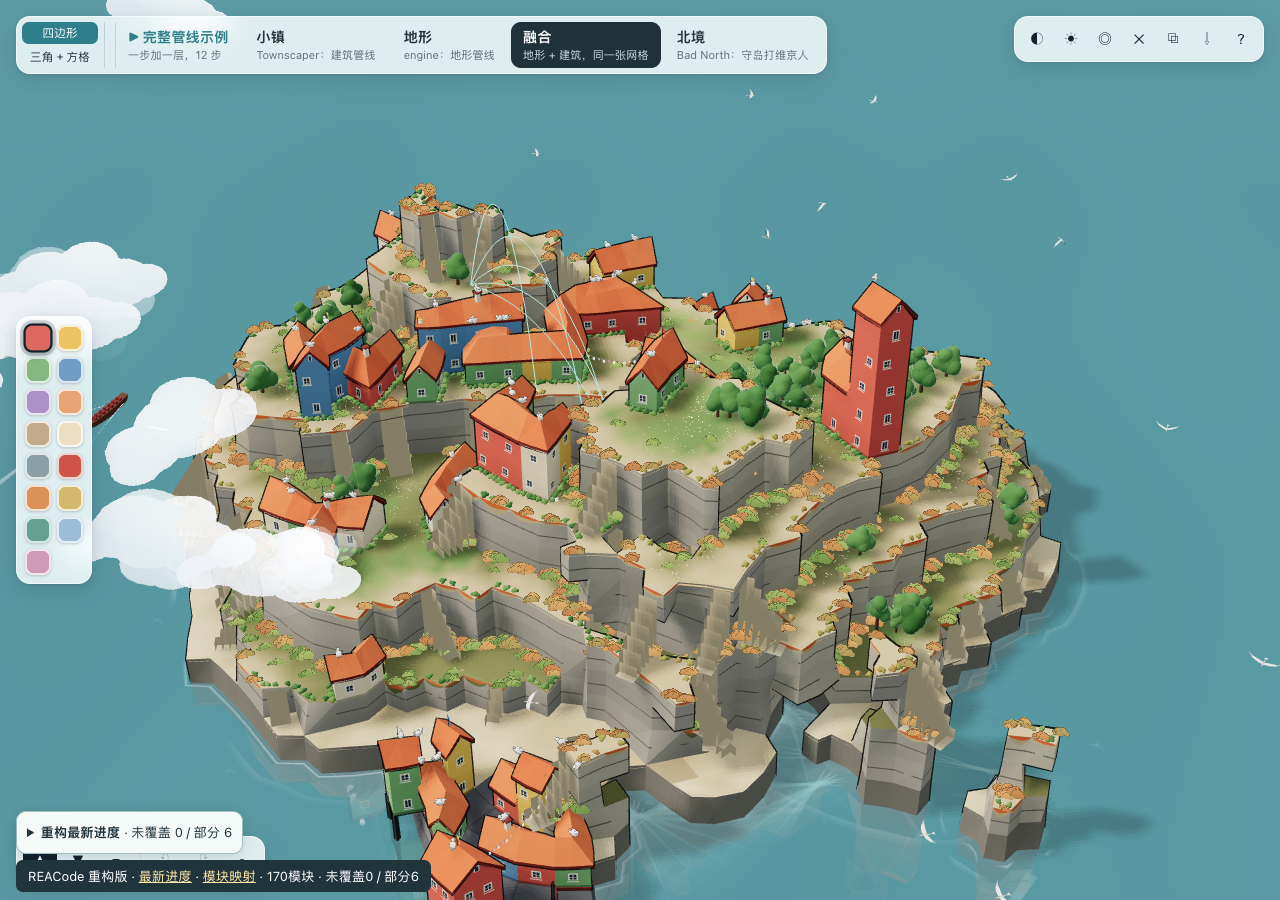 四边形
三角 + 方格
▶ 完整管线示例
一步加一层，12 步
小镇
Townscaper：建筑管线
地形
engine：地形管线
融合
地形 + 建筑，同一张网格
北境
Bad North：守岛打维京人
?
▶ 重构最新进度 · 未覆盖 0 / 部分 6
REACode 重构版 · 最新进度 · 模块映射 · 170模块 · 未覆盖0 / 部分6